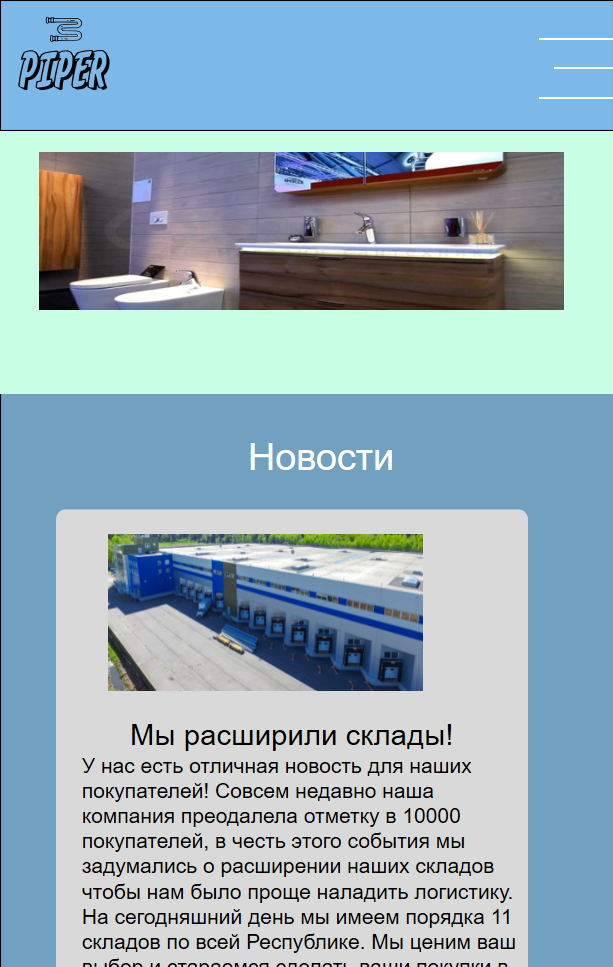 PIPER
Новости
Мы расширили склады!
У нас есть отличная новость для наших
покупателей! Совсем недавно наша
компания преодалела отметку в 10000
покупателей, в честь этого события мы
задумались о расширении наших складов
чтобы нам было проще наладить логистику.
На сегодняшний день мы имеем порядка 11
складов по всей Республике. Мы ценим ваш
выбор и стараемся сделать ваши покупки в